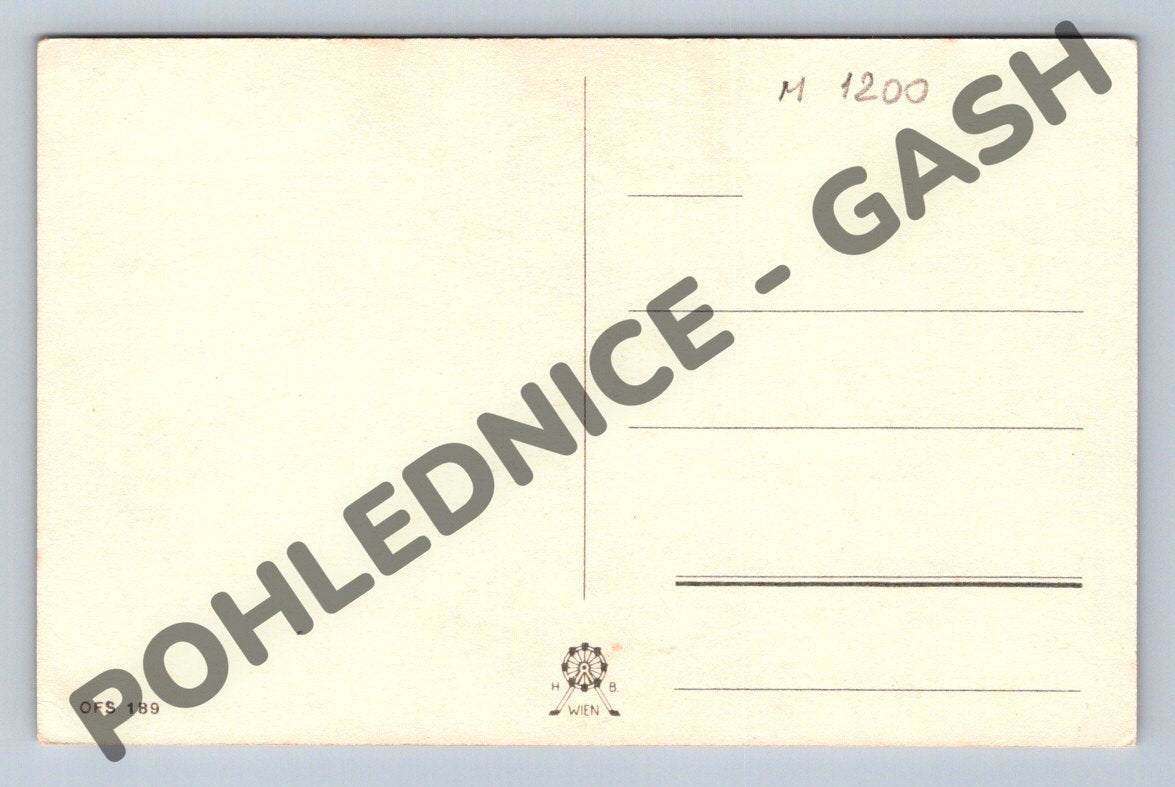 M 1200
POHLEDNICE - GASH
H B.
WIEN
OFS 189